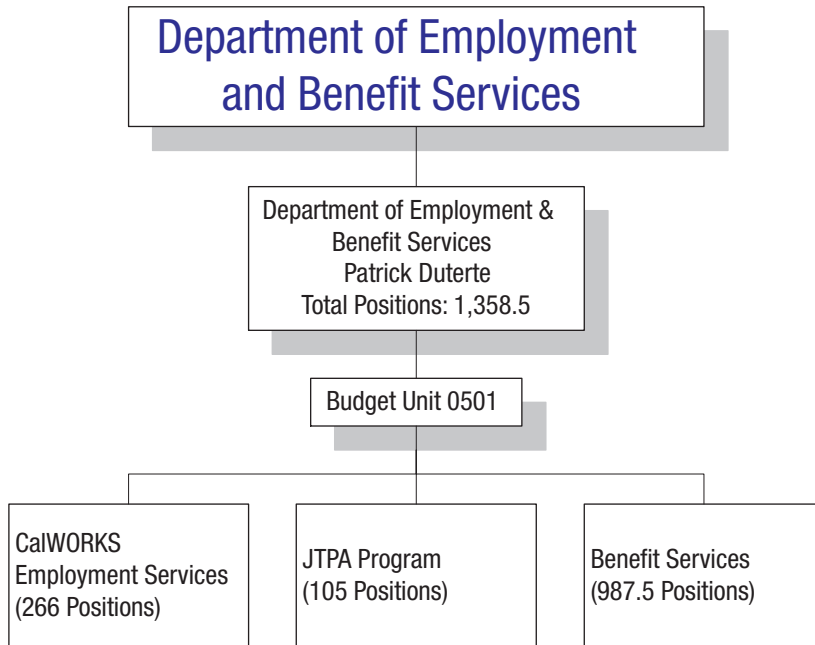 Department of Employment
and Benefit Services
Department of Employment &
Benefit Services
Patrick Duterte
Total Positions: 1,358.5
Budget Unit 0501
CalWORKS
Employment Services
(266 Positions)
JTPA Program
(105 Positions)
Benefit Services
(987.5 Positions)